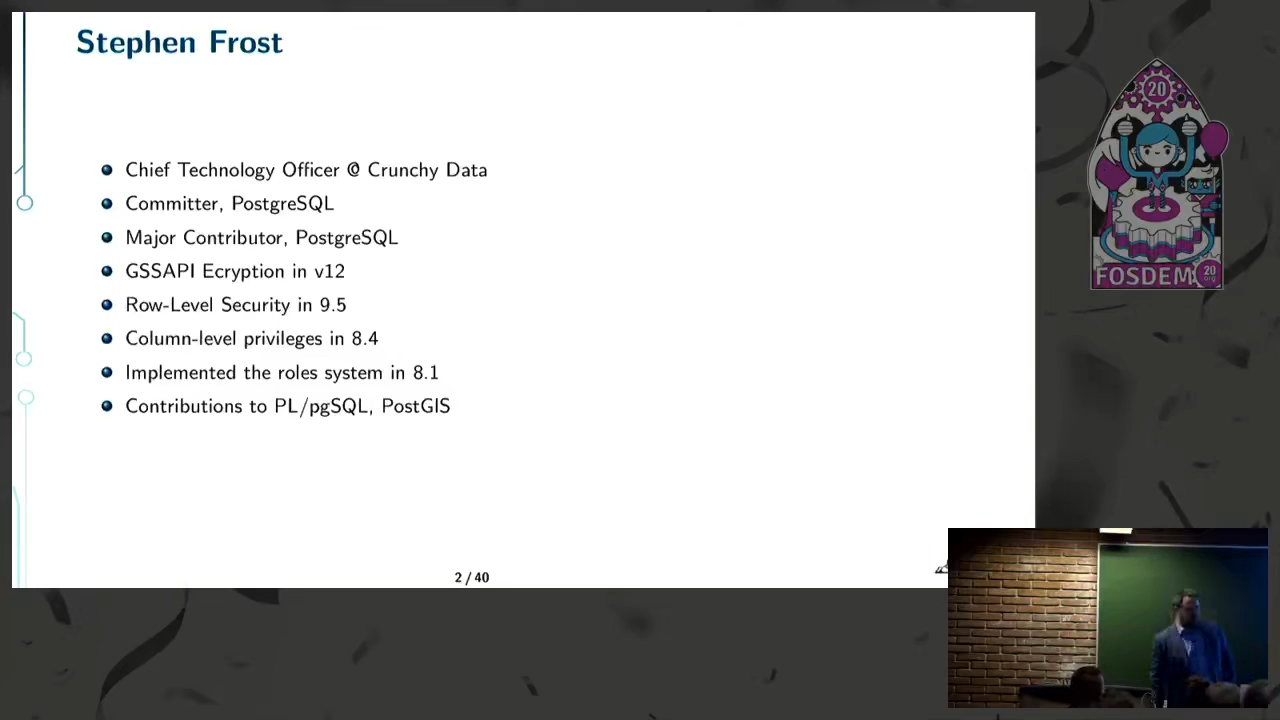 Stephen Frost
Chief Technology Officer @ Crunchy Data
Committer, PostgreSQL
Major Contributor, PostgreSQL
GSSAPI Ecryption in v12
Row-Level Security in 9.5
Column-level privileges in 8.4
Implemented the roles system in 8.1
Contributions to PL/pgSQL, PostGIS
2 / 40
20
FOSDEM
20
org